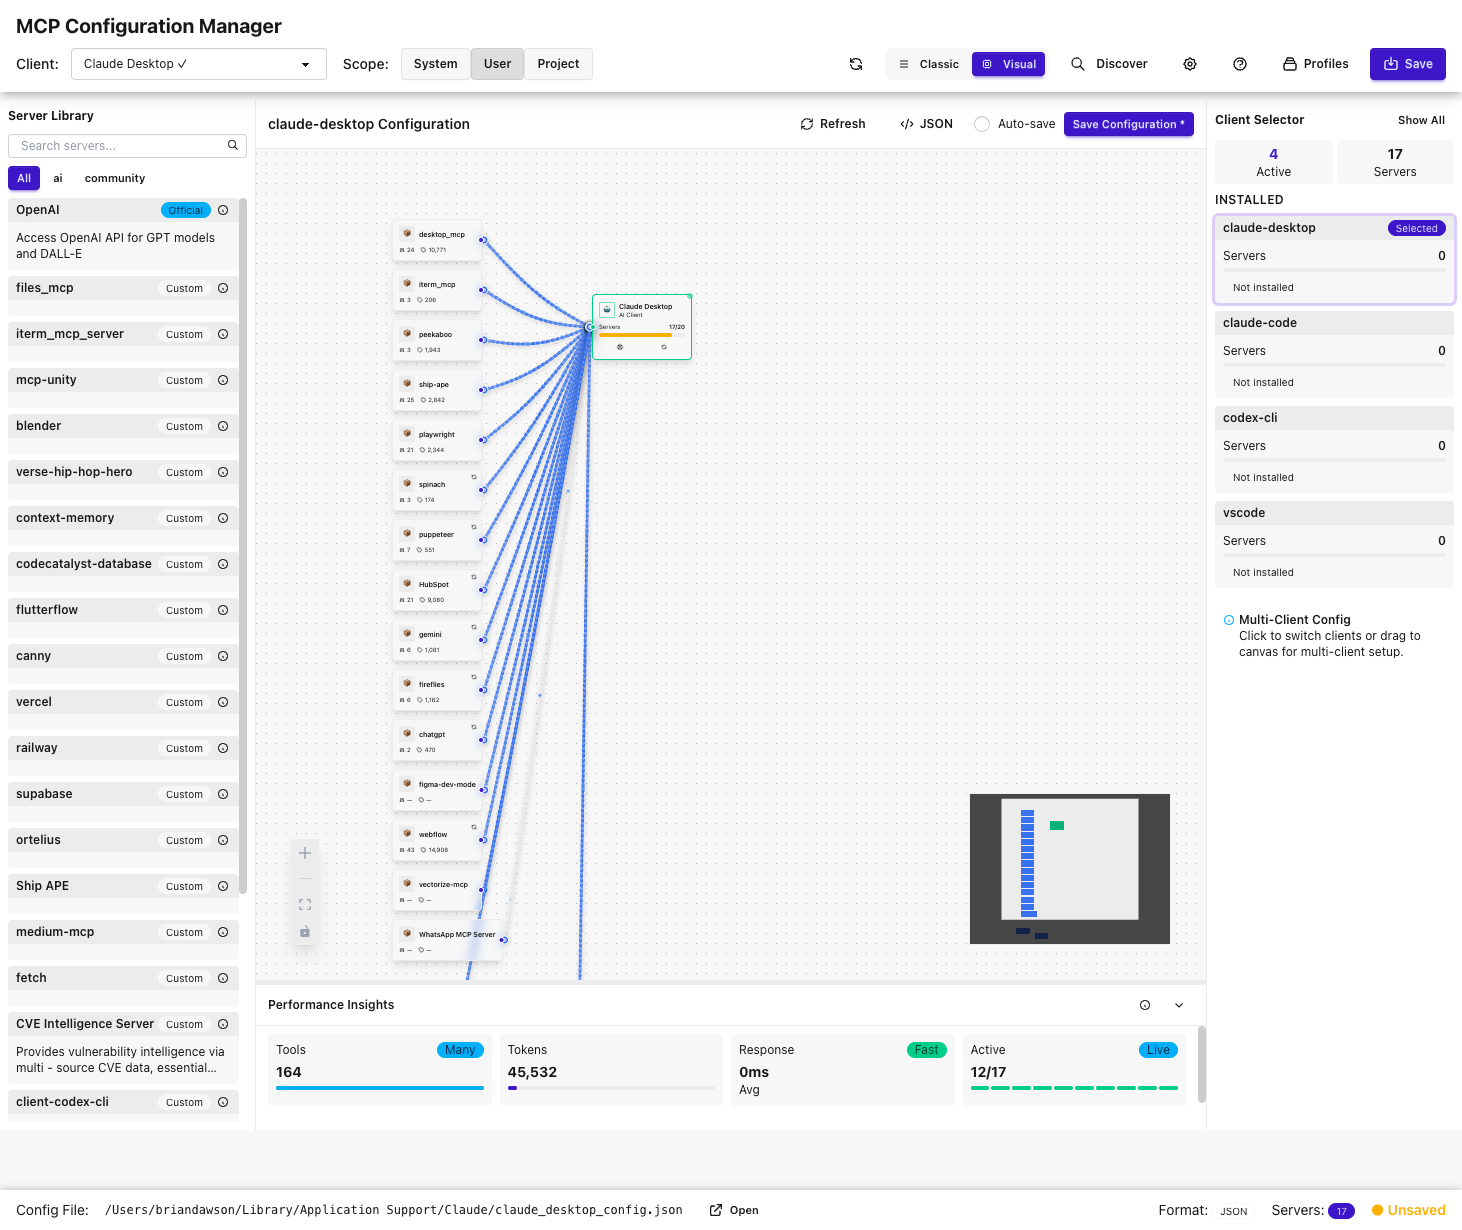 MCP Configuration Manager
Client:
Claude Desktop ✓
Scope:
System
User
Project
Classic
Visual
Discover
Profiles
Save
Server Library
Search servers...
All
ai
community
OpenAI
Official
Access OpenAI API for GPT models
and DALL-E
files_mcp
Custom
iterm_mcp_server
Custom
mcp-unity
Custom
blender
Custom
verse-hip-hop-hero
Custom
context-memory
Custom
codecatalyst-database
Custom
flutterflow
Custom
canny
Custom
vercel
Custom
railway
Custom
supabase
Custom
ortelius
Custom
Ship APE
Custom
medium-mcp
Custom
fetch
Custom
CVE Intelligence Server
Custom
Provides vulnerability intelligence via
multi - source CVE data, essential...
client-codex-cli
Custom
claude-desktop Configuration
Refresh
JSON
Auto-save
Save Configuration *
desktop_mcp
24
10,771
iterm_mcp
3
206
peekaboo
3
1,943
ship-ape
25
2,842
playwright
21
2,344
spinach
3
174
puppeteer
7
551
HubSpot
21
9,080
gemini
6
1,081
fireflies
6
1,162
chatgpt
2
470
figma-dev-mode
—
—
webflow
43
14,908
vectorize-mcp
—
—
WhatsApp MCP Server
—
—
Claude Desktop
AI Client
Servers
17/20
Performance Insights
Tools
Many
164
Tokens
45,532
Response
Fast
0ms
Avg
Active
Live
12/17
Client Selector
Show All
4
Active
17
Servers
INSTALLED
claude-desktop
Selected
Servers
0
Not installed
claude-code
Servers
0
Not installed
codex-cli
Servers
0
Not installed
vscode
Servers
0
Not installed
Multi-Client Config
Click to switch clients or drag to
canvas for multi-client setup.
Config File:
/Users/briandawson/Library/Application Support/Claude/claude_desktop_config.json
Open
Format:
JSON
Servers:
17
Unsaved